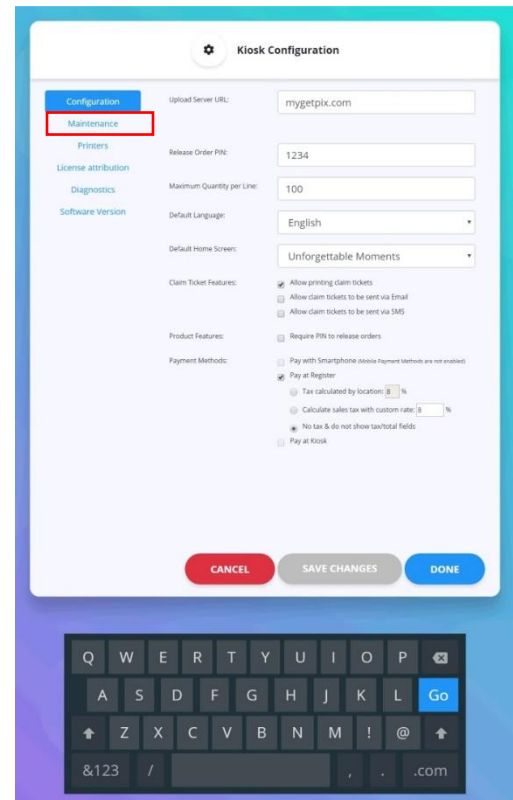 Kiosk Configuration
Configuration
Maintenance
Printers
License attribution
Diagnostics
Software Version
Upload Server URL:
mygetpix.com
Release Order PIN:
1234
Maximum Quantity per Line:
100
Default Language:
English
Default Home Screen:
Unforgettable Moments
Claim Ticket Features:
Allow printing claim tickets
Allow claim tickets to be sent via Email
Allow claim tickets to be sent via SMS
Product Features:
Require PIN to release orders
Payment Methods:
Pay with Smartphone (Mobile Payment Methods are not enabled)
Pay at Register
Tax calculated by location: 8 %
Calculate sales tax with custom rate: 8 %
No tax & do not show tax/total fields
Pay at Kiosk
CANCEL SAVE CHANGES DONE
Q W E R T Y U I O P
A S D F G H J K L Go
Z X C V B N M ! @
&123 / , . .com